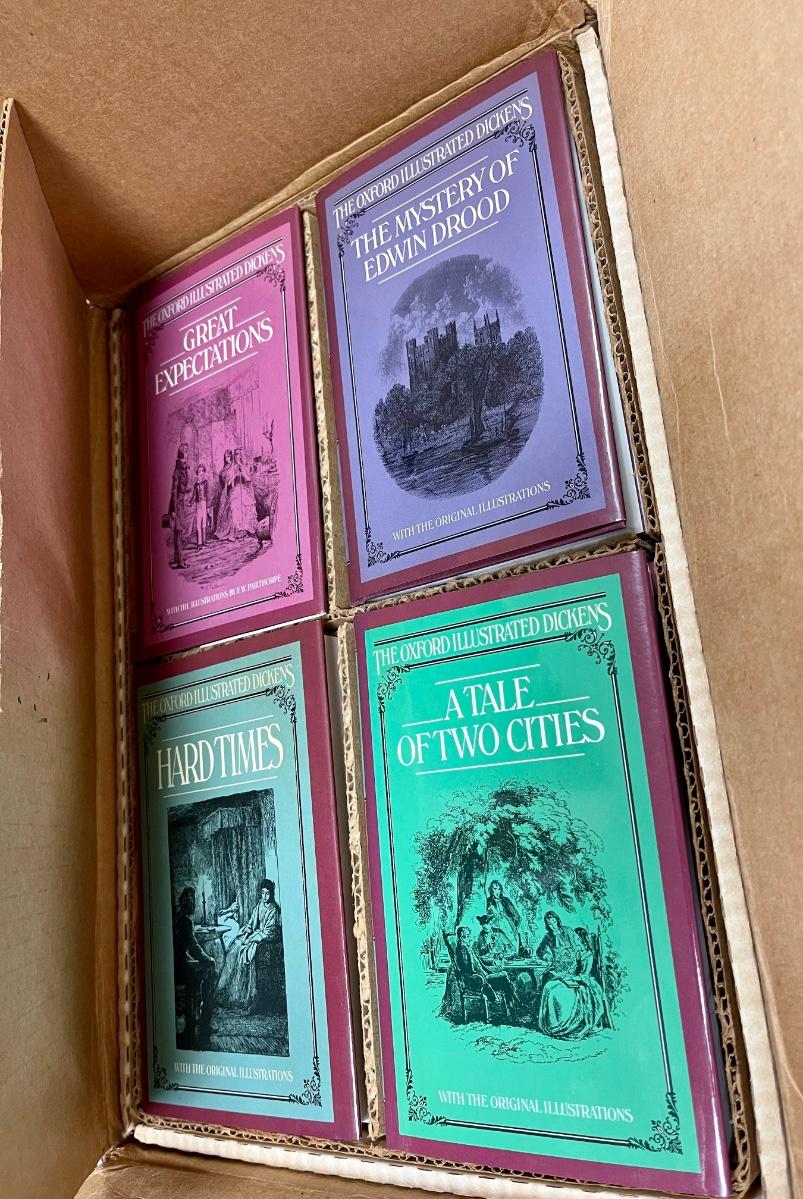 THE OXFORD ILLUSTRATED DICKENS
GREAT
EXPECTATIONS
WITH THE ILLUSTRATIONS BY F. W. PAILTHORPE
THE OXFORD ILLUSTRATED DICKENS
THE MYSTERY OF
EDWIN DROOD
WITH THE ORIGINAL ILLUSTRATIONS
THE OXFORD ILLUSTRATED DICKENS
HARD TIMES
WITH THE ORIGINAL ILLUSTRATIONS
THE OXFORD ILLUSTRATED DICKENS
A TALE
OF TWO CITIES
WITH THE ORIGINAL ILLUSTRATIONS